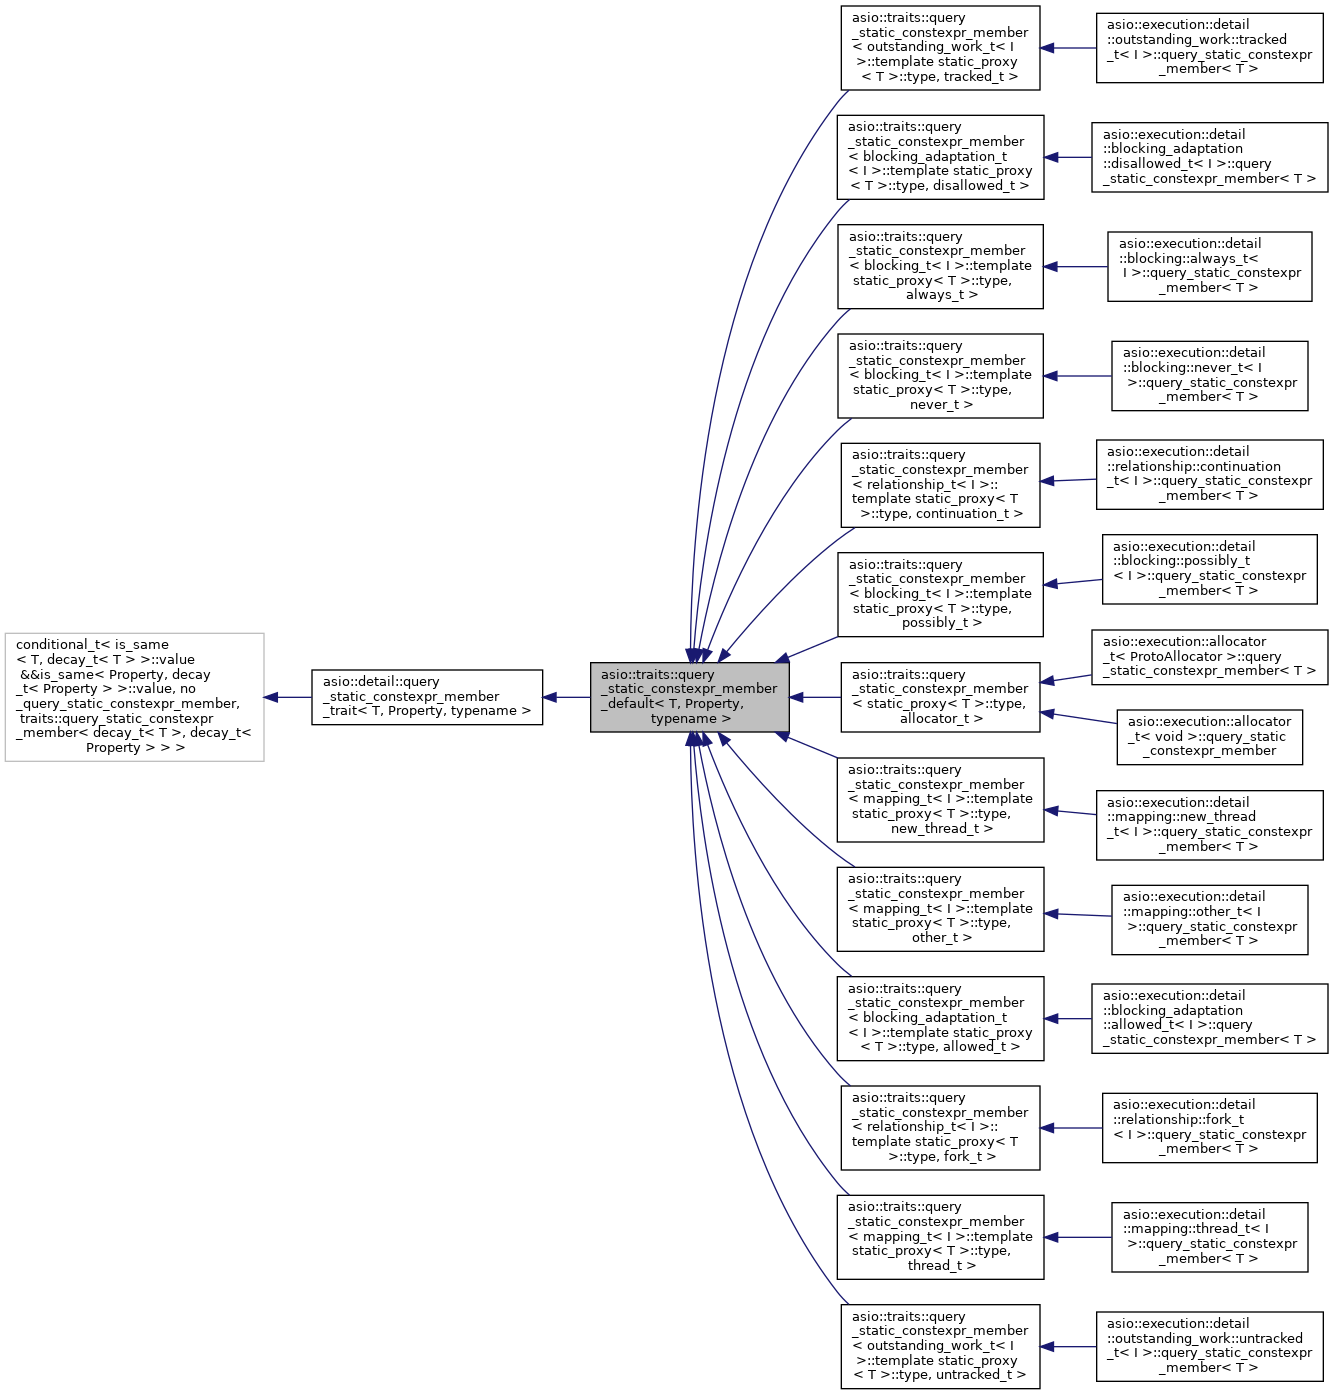 conditional_t< is_same
< T, decay_t< T > >::value
&&is_same< Property, decay
_t< Property > >::value, no
_query_static_constexpr_member,
traits::query_static_constexpr
_member< decay_t< T >, decay_t<
Property > > >
asio::detail::query
_static_constexpr_member
_trait< T, Property, typename >
asio::traits::query
_static_constexpr_member
_default< T, Property,
typename >
asio::traits::query
_static_constexpr_member
< outstanding_work_t< I
>::template static_proxy
< T >::type, tracked_t >
asio::execution::detail
::outstanding_work::tracked
_t< I >::query_static_constexpr
_member< T >
asio::traits::query
_static_constexpr_member
< blocking_adaptation_t
< I >::template static_proxy
< T >::type, disallowed_t >
asio::execution::detail
::blocking_adaptation
::disallowed_t< I >::query
_static_constexpr_member< T >
asio::traits::query
_static_constexpr_member
< blocking_t< I >::template
static_proxy< T >::type,
always_t >
asio::execution::detail
::blocking::always_t<
I >::query_static_constexpr
_member< T >
asio::traits::query
_static_constexpr_member
< blocking_t< I >::template
static_proxy< T >::type,
never_t >
asio::execution::detail
::blocking::never_t< I
>::query_static_constexpr
_member< T >
asio::traits::query
_static_constexpr_member
< relationship_t< I >::
template static_proxy< T
>::type, continuation_t >
asio::execution::detail
::relationship::continuation
_t< I >::query_static_constexpr
_member< T >
asio::traits::query
_static_constexpr_member
< blocking_t< I >::template
static_proxy< T >::type,
possibly_t >
asio::execution::detail
::blocking::possibly_t
< I >::query_static_constexpr
_member< T >
asio::traits::query
_static_constexpr_member
< static_proxy< T >::type,
allocator_t >
asio::execution::allocator
_t< ProtoAllocator >::query
_static_constexpr_member< T >
asio::execution::allocator
_t< void >::query_static
_constexpr_member
asio::traits::query
_static_constexpr_member
< mapping_t< I >::template
static_proxy< T >::type,
new_thread_t >
asio::execution::detail
::mapping::new_thread
_t< I >::query_static_constexpr
_member< T >
asio::traits::query
_static_constexpr_member
< mapping_t< I >::template
static_proxy< T >::type,
other_t >
asio::execution::detail
::mapping::other_t< I
>::query_static_constexpr
_member< T >
asio::traits::query
_static_constexpr_member
< blocking_adaptation_t
< I >::template static_proxy
< T >::type, allowed_t >
asio::execution::detail
::blocking_adaptation
::allowed_t< I >::query
_static_constexpr_member< T >
asio::traits::query
_static_constexpr_member
< relationship_t< I >::
template static_proxy< T
>::type, fork_t >
asio::execution::detail
::relationship::fork_t
< I >::query_static_constexpr
_member< T >
asio::traits::query
_static_constexpr_member
< mapping_t< I >::template
static_proxy< T >::type,
thread_t >
asio::execution::detail
::mapping::thread_t< I
>::query_static_constexpr
_member< T >
asio::traits::query
_static_constexpr_member
< outstanding_work_t< I
>::template static_proxy
< T >::type, untracked_t >
asio::execution::detail
::outstanding_work::untracked
_t< I >::query_static_constexpr
_member< T >